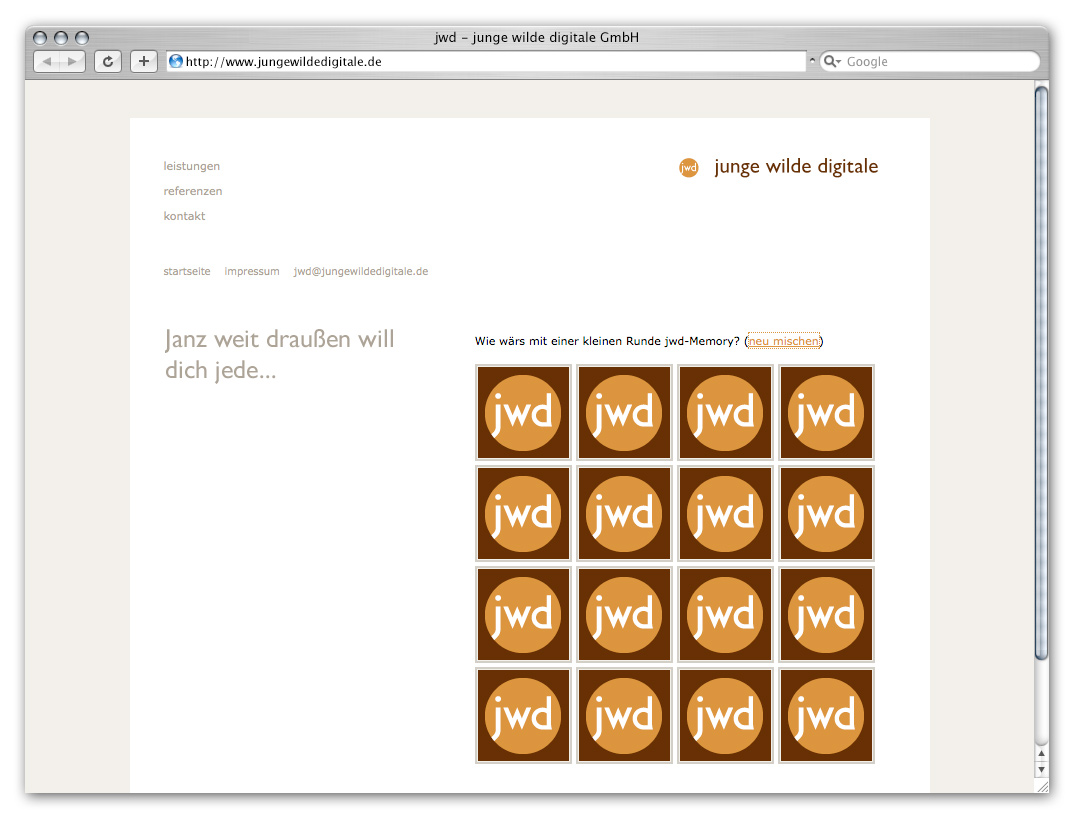 jwd – junge wilde digitale GmbH
http://www.jungewildedigitale.de
Google
leistungen
referenzen
kontakt
jwd junge wilde digitale
startseite impressum jwd@jungewildedigitale.de
Janz weit draußen will
dich jede...
Wie wärs mit einer kleinen Runde jwd-Memory? (neu mischen)
jwd jwd jwd jwd
jwd jwd jwd jwd
jwd jwd jwd jwd
jwd jwd jwd jwd